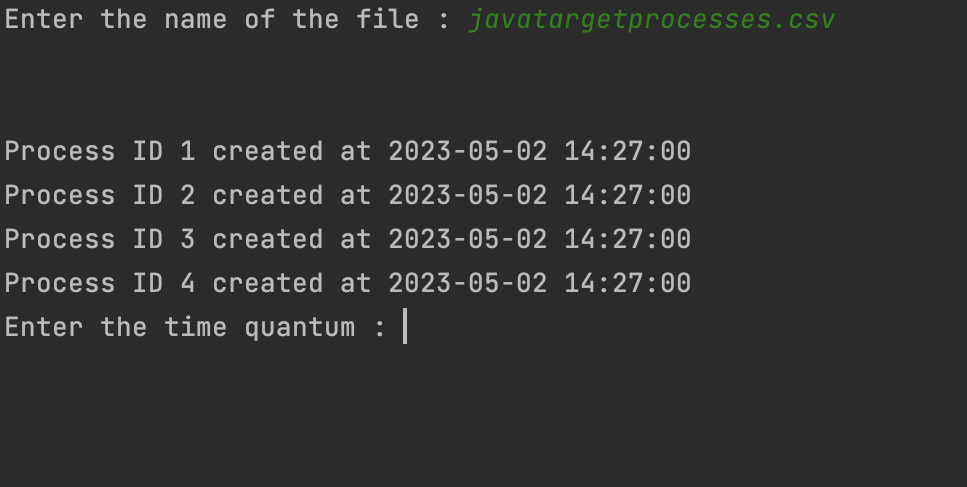 Enter the name of the file : javatargetprocesses.csv
Process ID 1 created at 2023-05-02 14:27:00
Process ID 2 created at 2023-05-02 14:27:00
Process ID 3 created at 2023-05-02 14:27:00
Process ID 4 created at 2023-05-02 14:27:00
Enter the time quantum :